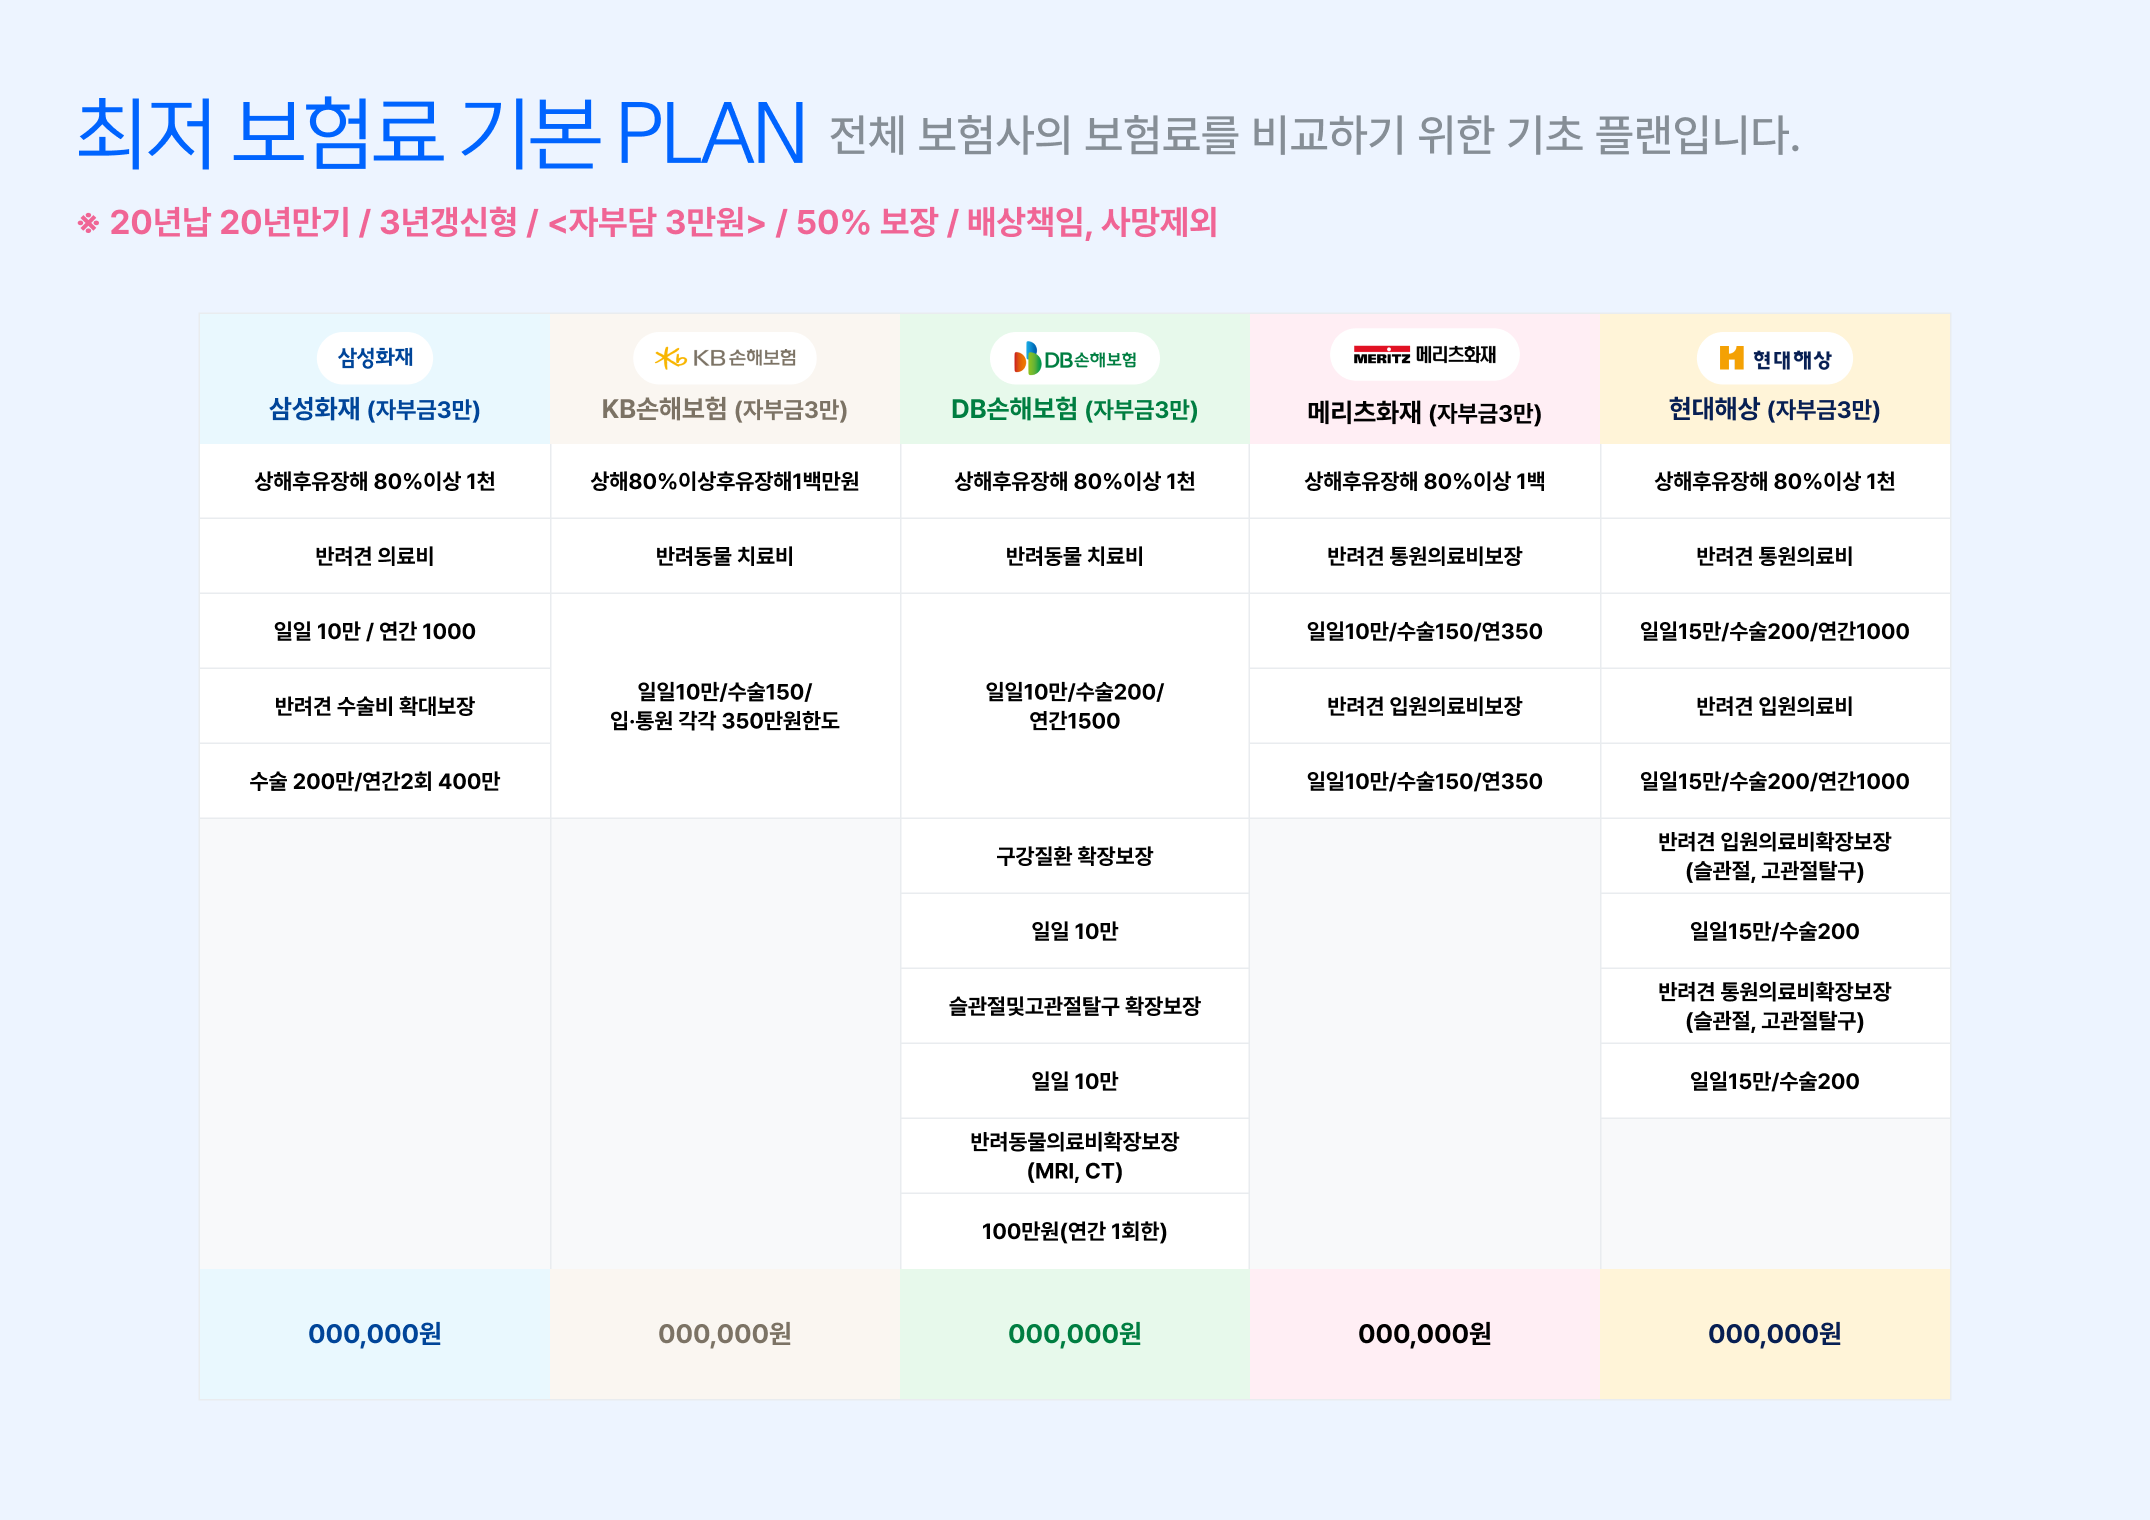 최저 보험료 기본 PLAN 전체 보험사의 보험료를 비교하기 위한 기초 플랜입니다.
※ 20년납 20년만기 / 3년갱신형 / <자부담 3만원> / 50% 보장 / 배상책임, 사망제외
삼성화재
삼성화재 (자부금3만)
KB 손해보험
KB손해보험 (자부금3만)
DB손해보험
DB손해보험 (자부금3만)
MERITZ 메리츠화재
메리츠화재 (자부금3만)
현대해상
현대해상 (자부금3만)
상해후유장해 80%이상 1천
상해80%이상후유장해1백만원
상해후유장해 80%이상 1천
상해후유장해 80%이상 1백
상해후유장해 80%이상 1천
반려견 의료비
반려동물 치료비
반려동물 치료비
반려견 통원의료비보장
반려견 통원의료비
일일 10만 / 연간 1000
일일10만/수술150/
입·통원 각각 350만원한도
일일10만/수술200/
연간1500
일일10만/수술150/연350
일일15만/수술200/연간1000
반려견 수술비 확대보장
반려견 입원의료비보장
반려견 입원의료비
수술 200만/연간2회 400만
일일10만/수술150/연350
일일15만/수술200/연간1000
구강질환 확장보장
반려견 입원의료비확장보장
(슬관절, 고관절탈구)
일일 10만
일일15만/수술200
슬관절및고관절탈구 확장보장
반려견 통원의료비확장보장
(슬관절, 고관절탈구)
일일 10만
일일15만/수술200
반려동물의료비확장보장
(MRI, CT)
100만원(연간 1회한)
000,000원
000,000원
000,000원
000,000원
000,000원